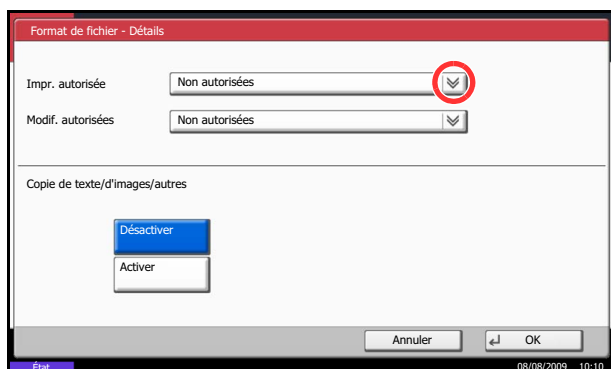 Format de fichier - Détails
Impr. autorisée
Non autorisées
Modif. autorisées
Non autorisées
Copie de texte/d'images/autres
Désactiver
Activer
Annuler
OK
État
08/08/2009 10:10